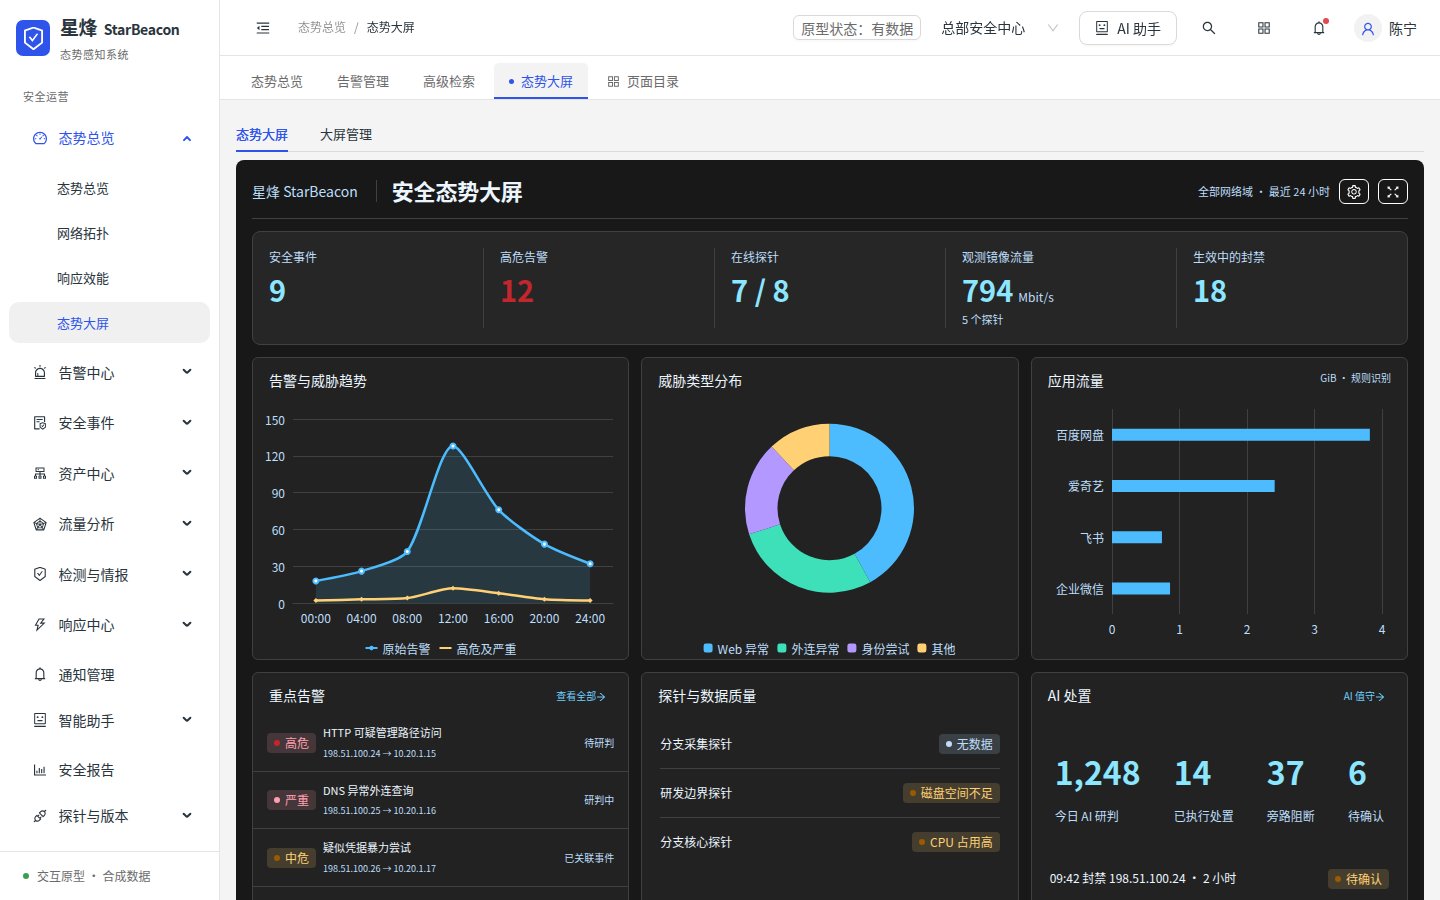 星烽 StarBeacon
态势感知系统
安全运营
态势总览
态势总览
网络拓扑
响应效能
态势大屏
告警中心
安全事件
资产中心
流量分析
检测与情报
响应中心
通知管理
智能助手
安全报告
探针与版本
交互原型 · 合成数据
态势总览 / 态势大屏
原型状态：有数据
总部安全中心
AI 助手
陈宁
态势总览
告警管理
高级检索
态势大屏
页面目录
态势大屏
大屏管理
星烽 StarBeacon
安全态势大屏
全部网络域 · 最近 24 小时
安全事件
9
高危告警
12
在线探针
7 / 8
观测镜像流量
794 Mbit/s
5 个探针
生效中的封禁
18
告警与威胁趋势
150
120
90
60
30
0
00:00 04:00 08:00 12:00 16:00 20:00 24:00
原始告警 高危及严重
威胁类型分布
Web 异常 外连异常 身份尝试 其他
应用流量
GiB · 规则识别
百度网盘
爱奇艺
飞书
企业微信
0 1 2 3 4
重点告警
查看全部→
高危
HTTP 可疑管理路径访问
198.51.100.24 → 10.20.1.15
待研判
严重
DNS 异常外连查询
198.51.100.25 → 10.20.1.16
研判中
中危
疑似凭据暴力尝试
198.51.100.26 → 10.20.1.17
已关联事件
探针与数据质量
分支采集探针
无数据
研发边界探针
磁盘空间不足
分支核心探针
CPU 占用高
AI 处置
AI 值守→
1,248
今日 AI 研判
14
已执行处置
37
旁路阻断
6
待确认
09:42 封禁 198.51.100.24 · 2 小时
待确认